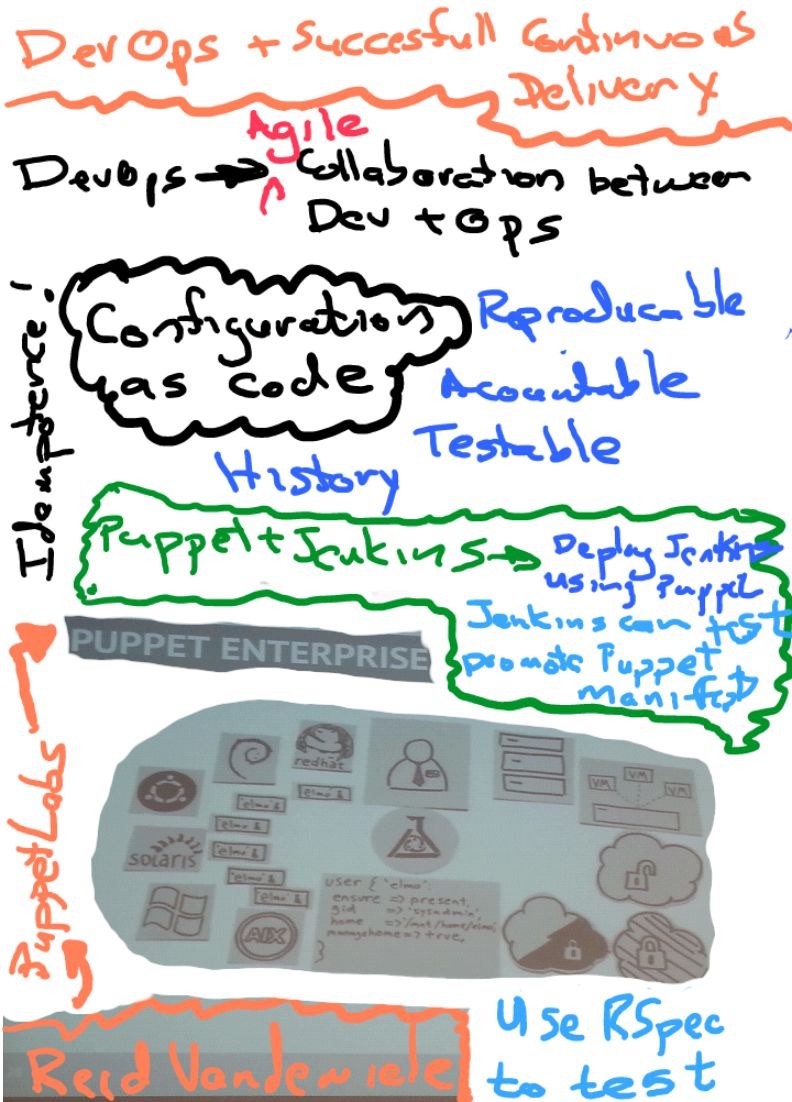 DevOps + Succesfull Continuous
Delivery
Agile
DevOps → Collaboration between
Dev + Ops
Idempotence!
Configuration
as code
Reproducable
Acountable
Testable
History
Puppet + Jenkins → Deploy Jenkins
using Puppet
Jenkins can test
promote Puppet
Manifest
PUPPET ENTERPRISE
PuppetLabs
redhat
VM
VM
VM
'elmo' &
'elmo' &
'elmo' &
'elmo' &
'elmo' &
'elmo' &
SOLARIS
AIX
user { 'elmo':
ensure => present,
gid => 'sysadmin',
home => '/mnt/home/elmo',
managehome => true,
}
Reid Vandewiele
Use RSpec
to test